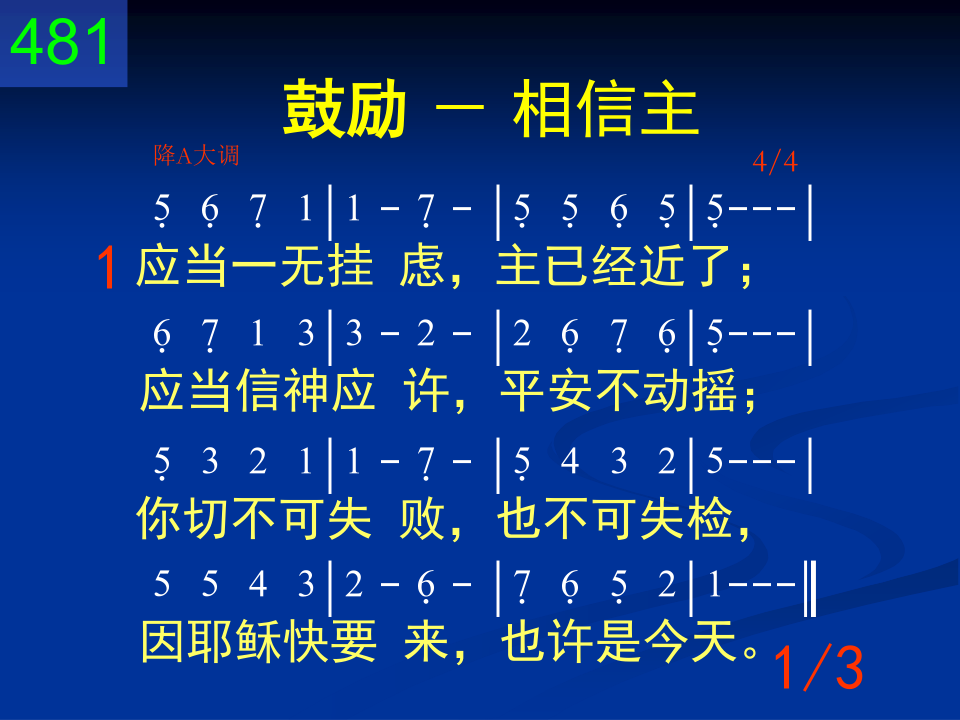 481
鼓励 － 相信主
降A大调 4/4
5̣ 6̣ 7̣ 1|1 - 7̣ - |5̣ 5̣ 6̣ 5̣|5̣---|
1 应当一无挂 虑，主已经近了；
6̣ 7̣ 1 3|3 - 2 - |2 6̣ 7̣ 6̣|5̣---|
应当信神应 许，平安不动摇；
5̣ 3 2 1|1 - 7̣ - |5̣ 4 3 2|5---|
你切不可失 败，也不可失检，
5 5 4 3|2 - 6̣ - |7̣ 6̣ 5̣ 2|1---‖
因耶稣快要 来，也许是今天。
1/3